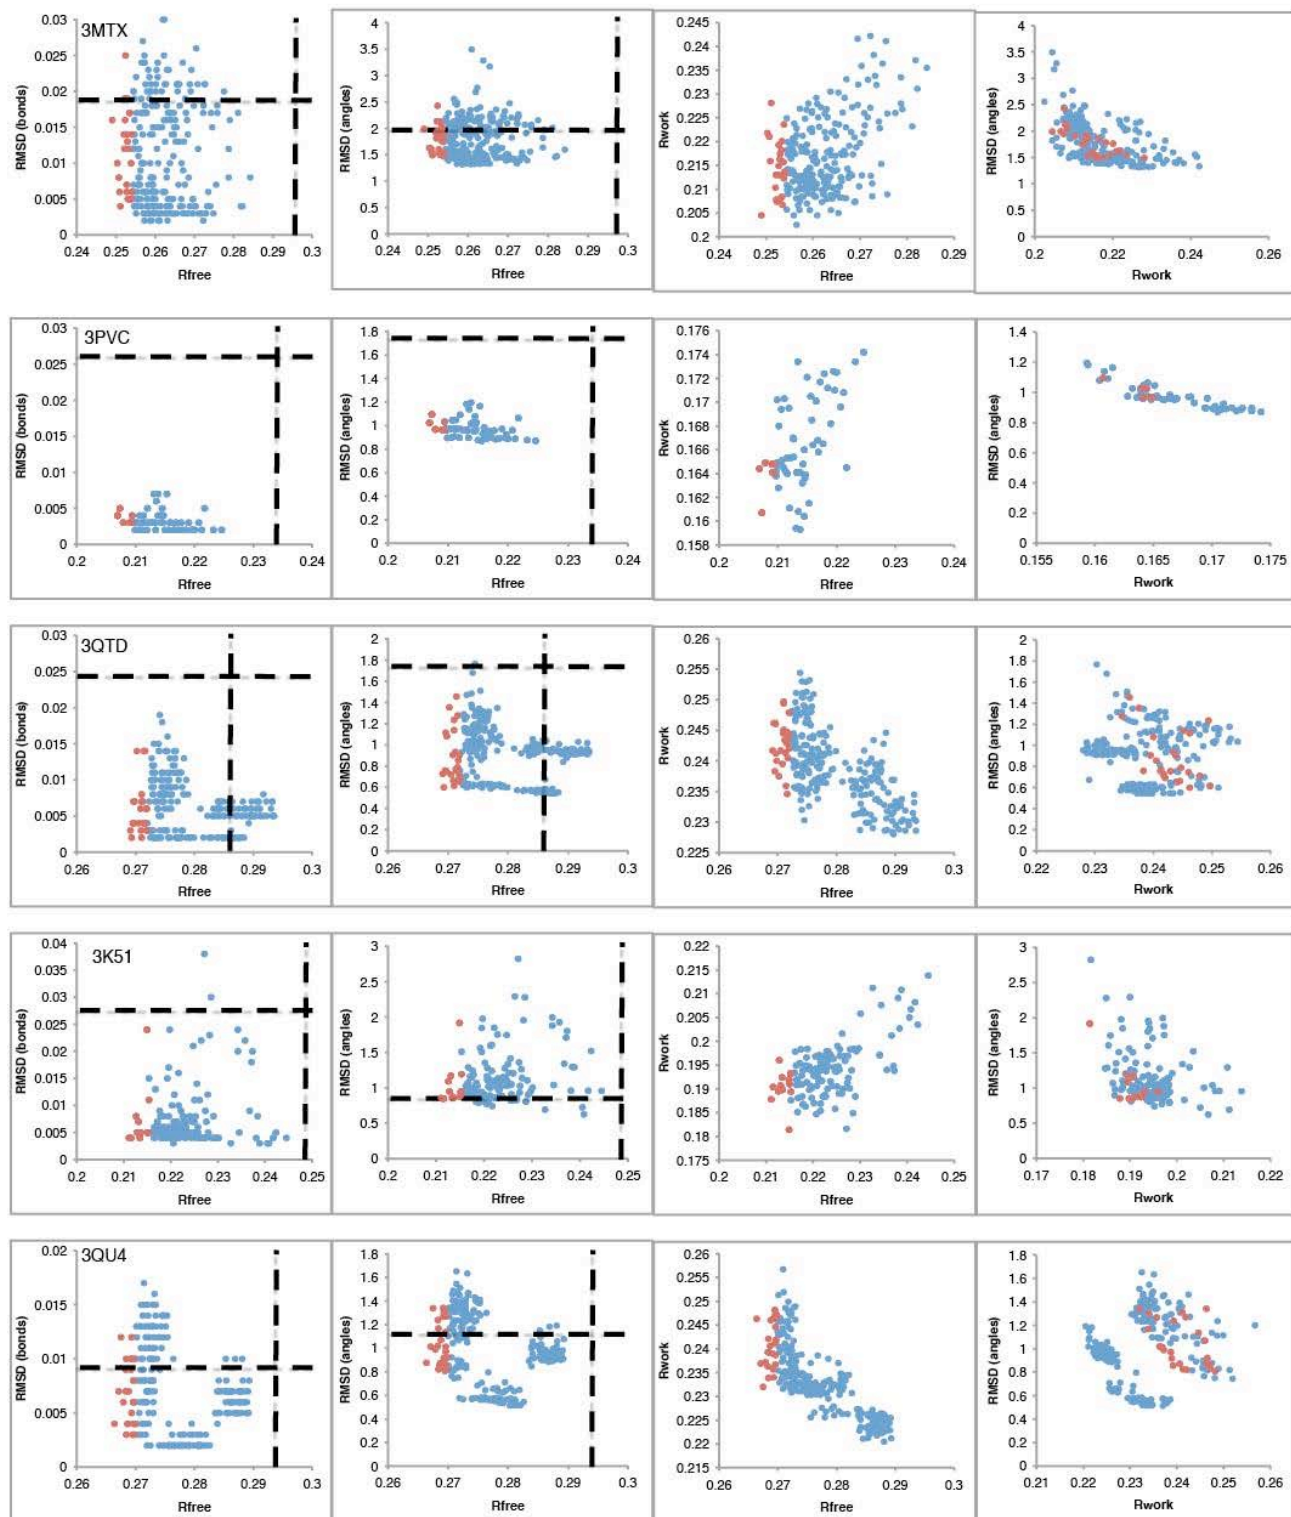 3MTX
RMSD (bonds)
0.03
0.025
0.02
0.015
0.01
0.005
0
0.24 0.25 0.26 0.27 0.28 0.29 0.3
Rfree
RMSD (angles)
4
3.5
3
2.5
2
1.5
1
0.5
0
0.24 0.25 0.26 0.27 0.28 0.29 0.3
Rfree
Rwork
0.245
0.24
0.235
0.23
0.225
0.22
0.215
0.21
0.205
0.2
0.24 0.25 0.26 0.27 0.28 0.29
Rfree
RMSD (angles)
4
3.5
3
2.5
2
1.5
1
0.5
0
0.2 0.22 0.24 0.26
Rwork
3PVC
RMSD (bonds)
0.03
0.025
0.02
0.015
0.01
0.005
0
0.2 0.21 0.22 0.23 0.24
Rfree
RMSD (angles)
1.8
1.6
1.4
1.2
1
0.8
0.6
0.4
0.2
0
0.2 0.21 0.22 0.23 0.24
Rfree
Rwork
0.176
0.174
0.172
0.17
0.168
0.166
0.164
0.162
0.16
0.158
0.2 0.21 0.22 0.23 0.24
Rfree
RMSD (angles)
1.4
1.2
1
0.8
0.6
0.4
0.2
0
0.155 0.16 0.165 0.17 0.175
Rwork
3QTD
RMSD (bonds)
0.03
0.025
0.02
0.015
0.01
0.005
0
0.26 0.27 0.28 0.29 0.3
Rfree
RMSD (angles)
2
1.8
1.6
1.4
1.2
1
0.8
0.6
0.4
0.2
0
0.26 0.27 0.28 0.29 0.3
Rfree
Rwork
0.26
0.255
0.25
0.245
0.24
0.235
0.23
0.225
0.26 0.27 0.28 0.29 0.3
Rfree
RMSD (angles)
2
1.8
1.6
1.4
1.2
1
0.8
0.6
0.4
0.2
0
0.22 0.23 0.24 0.25 0.26
Rwork
3K51
RMSD (bonds)
0.04
0.035
0.03
0.025
0.02
0.015
0.01
0.005
0
0.2 0.21 0.22 0.23 0.24 0.25
Rfree
RMSD (angles)
3
2.5
2
1.5
1
0.5
0
0.2 0.21 0.22 0.23 0.24 0.25
Rfree
Rwork
0.22
0.215
0.21
0.205
0.2
0.195
0.19
0.185
0.18
0.175
0.2 0.21 0.22 0.23 0.24 0.25
Rfree
RMSD (angles)
3
2.5
2
1.5
1
0.5
0
0.17 0.18 0.19 0.2 0.21 0.22
Rwork
3QU4
RMSD (bonds)
0.02
0.015
0.01
0.005
0
0.26 0.27 0.28 0.29 0.3
Rfree
RMSD (angles)
1.8
1.6
1.4
1.2
1
0.8
0.6
0.4
0.2
0
0.26 0.27 0.28 0.29 0.3
Rfree
Rwork
0.26
0.255
0.25
0.245
0.24
0.235
0.23
0.225
0.22
0.215
0.26 0.27 0.28 0.29 0.3
Rfree
RMSD (angles)
1.8
1.6
1.4
1.2
1
0.8
0.6
0.4
0.2
0
0.21 0.22 0.23 0.24 0.25 0.26
Rwork